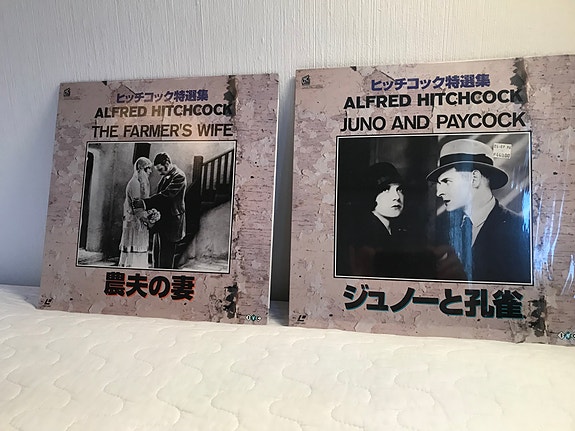 ヒッチコック特選集
ALFRED HITCHCOCK
THE FARMER'S WIFE
農夫の妻
ヒッチコック特選集
ALFRED HITCHCOCK
JUNO AND PAYCOCK
ジュノーと孔雀